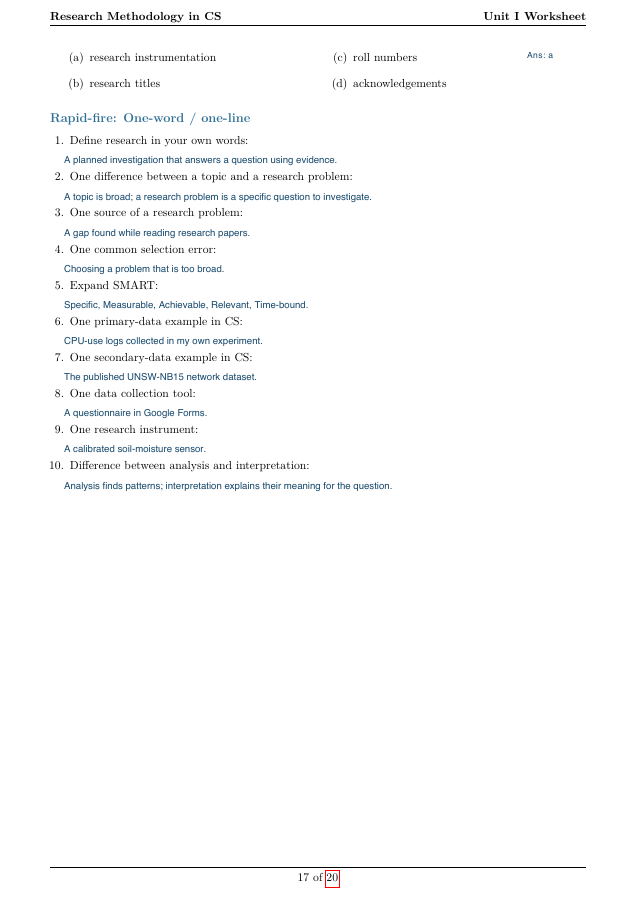 Research Methodology in CS Unit I Worksheet
(a) research instrumentation (c) roll numbers Ans: a
(b) research titles (d) acknowledgements
Rapid-fire: One-word / one-line
1. Define research in your own words:
A planned investigation that answers a question using evidence.
2. One difference between a topic and a research problem:
A topic is broad; a research problem is a specific question to investigate.
3. One source of a research problem:
A gap found while reading research papers.
4. One common selection error:
Choosing a problem that is too broad.
5. Expand SMART:
Specific, Measurable, Achievable, Relevant, Time-bound.
6. One primary-data example in CS:
CPU-use logs collected in my own experiment.
7. One secondary-data example in CS:
The published UNSW-NB15 network dataset.
8. One data collection tool:
A questionnaire in Google Forms.
9. One research instrument:
A calibrated soil-moisture sensor.
10. Difference between analysis and interpretation:
Analysis finds patterns; interpretation explains their meaning for the question.
17 of 20